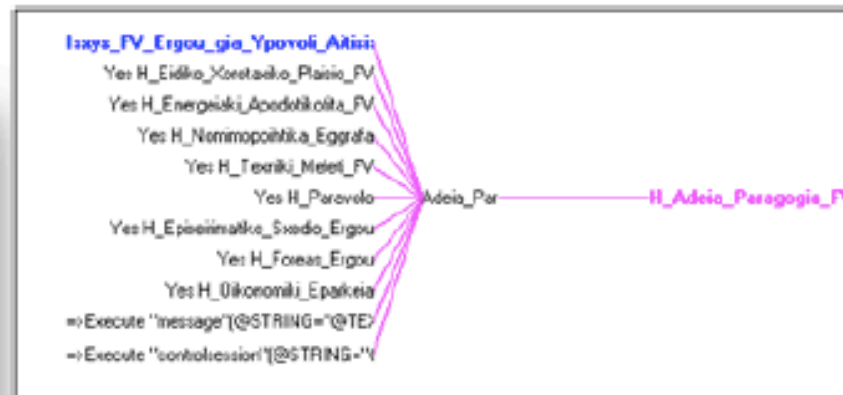 Isxys_FV_Ergou_gia_Ypovoli_Aitisis
Yes H_Eidiko_Xorotaxiko_Plaisio_FV
Yes H_Energeiaki_Apodotikotita_FV
Yes H_Nomimopoihtika_Eggrafa
Yes H_Texniki_Meleti_FV
Yes H_Paravolo
Adeia_Par
H_Adeia_Paragogis_FV
Yes H_Epixeirimatiko_Sxedio_Ergou
Yes H_Foreas_Ergou
Yes H_Oikonomiki_Eparkeia
=>Execute "message"(@STRING="@TEX
=>Execute "controlsession"(@STRING="\